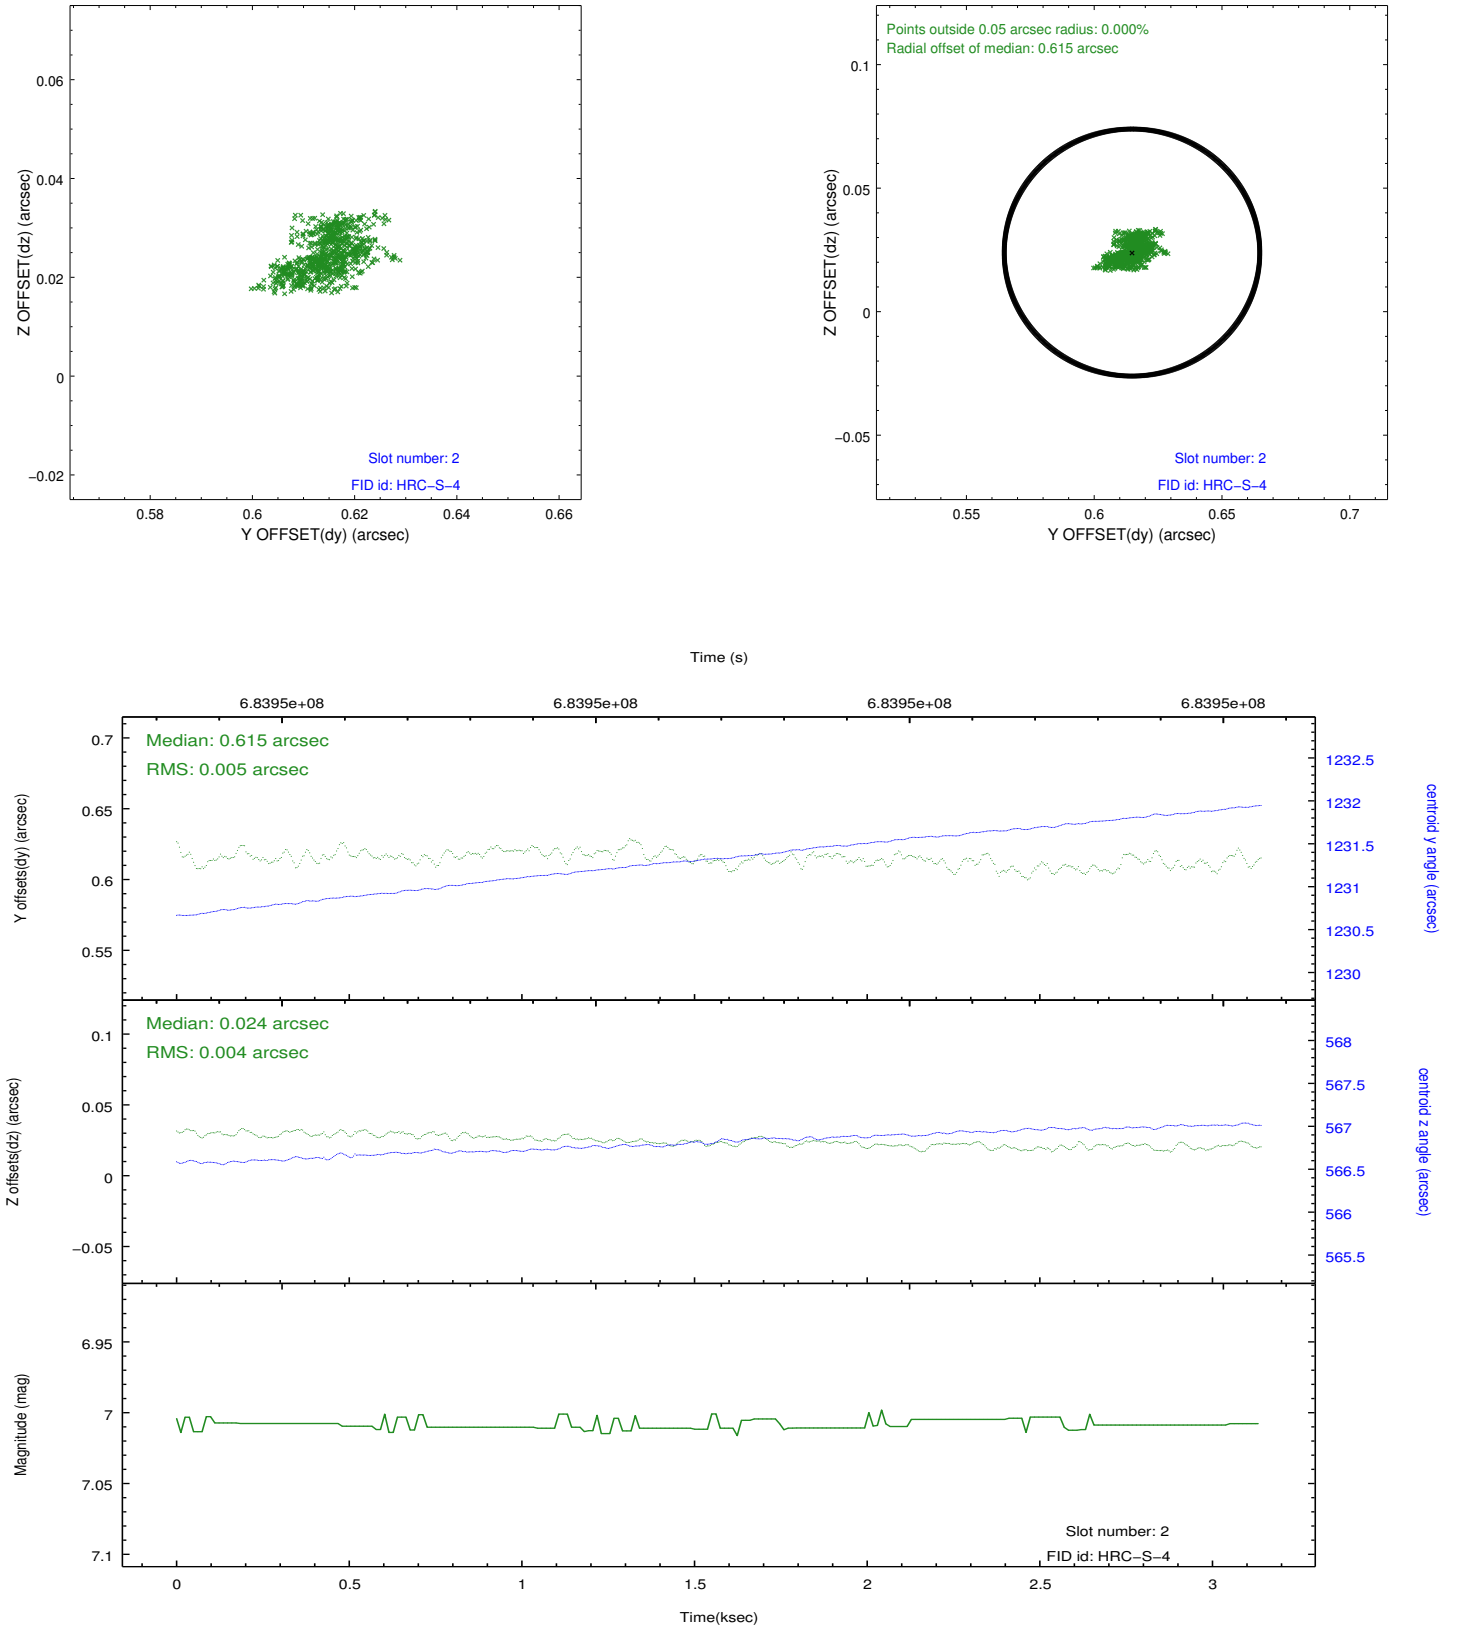 0.06
0.04
0.02
0
−0.02
0.58
0.6
0.62
0.64
0.66
Z OFFSET(dz) (arcsec)
Y OFFSET(dy) (arcsec)
Slot number: 2
FID id: HRC−S−4
Points outside 0.05 arcsec radius: 0.000%
Radial offset of median: 0.615 arcsec
0.1
0.05
0
−0.05
0.55
0.6
0.65
0.7
Z OFFSET(dz) (arcsec)
Y OFFSET(dy) (arcsec)
Slot number: 2
FID id: HRC−S−4
Time (s)
6.8395e+08
6.8395e+08
6.8395e+08
6.8395e+08
Median: 0.615 arcsec
RMS: 0.005 arcsec
0.7
0.65
0.6
0.55
Y offsets(dy) (arcsec)
1232.5
1232
1231.5
1231
1230.5
1230
centroid y angle (arcsec)
Median: 0.024 arcsec
RMS: 0.004 arcsec
0.1
0.05
0
−0.05
Z offsets(dz) (arcsec)
568
567.5
567
566.5
566
565.5
centroid z angle (arcsec)
6.95
7
7.05
7.1
Magnitude (mag)
Slot number: 2
FID id: HRC−S−4
0
0.5
1
1.5
2
2.5
3
Time(ksec)